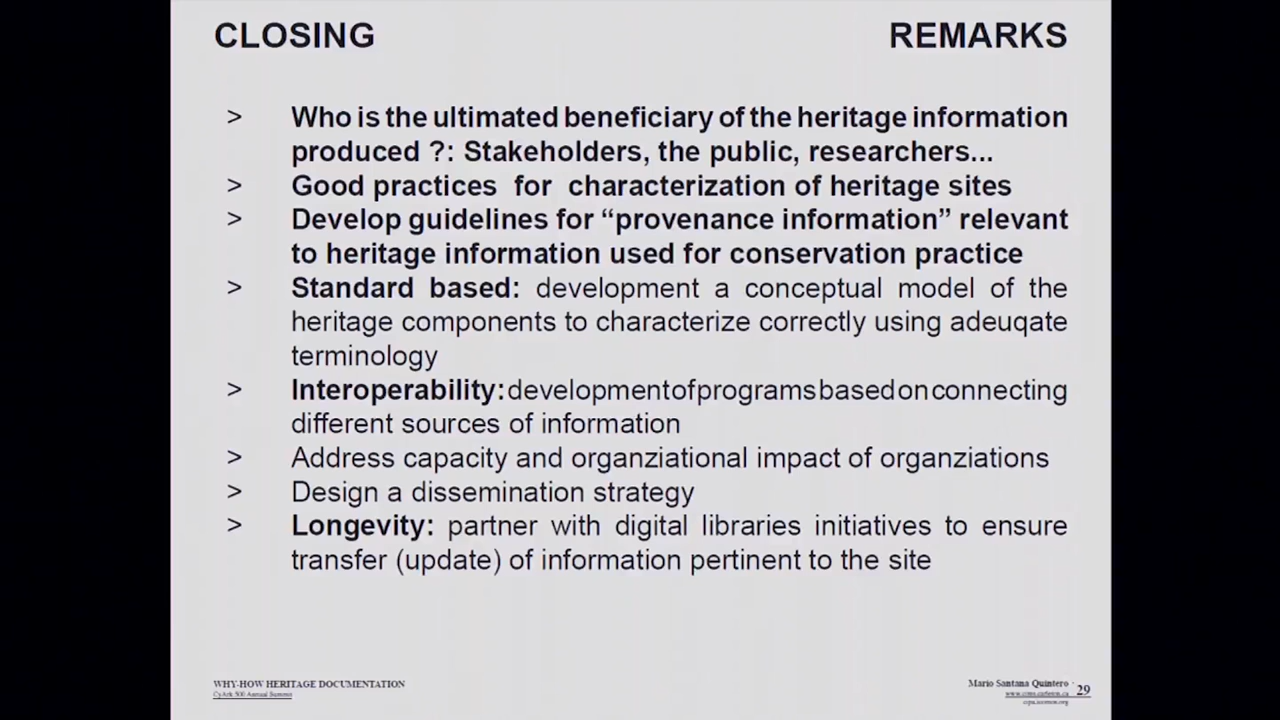 CLOSING REMARKS
> Who is the ultimated beneficiary of the heritage information
produced ?: Stakeholders, the public, researchers...
> Good practices for characterization of heritage sites
> Develop guidelines for “provenance information” relevant
to heritage information used for conservation practice
> Standard based: development a conceptual model of the
heritage components to characterize correctly using adeuqate
terminology
> Interoperability: development of programs based on connecting
different sources of information
> Address capacity and organziational impact of organziations
> Design a dissemination strategy
> Longevity: partner with digital libraries initiatives to ensure
transfer (update) of information pertinent to the site
WHY-HOW HERITAGE DOCUMENTATION
CyArk 500 Annual Summit
Mario Santana Quintero
29